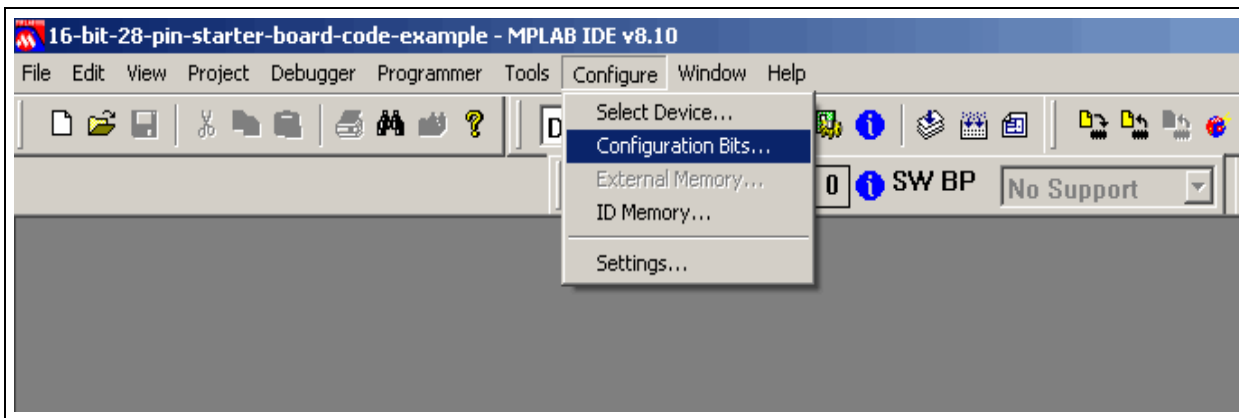 16-bit-28-pin-starter-board-code-example - MPLAB IDE v8.10
File Edit View Project Debugger Programmer Tools Configure Window Help
Select Device...
Configuration Bits...
External Memory...
ID Memory...
Settings...
D
0 SW BP No Support